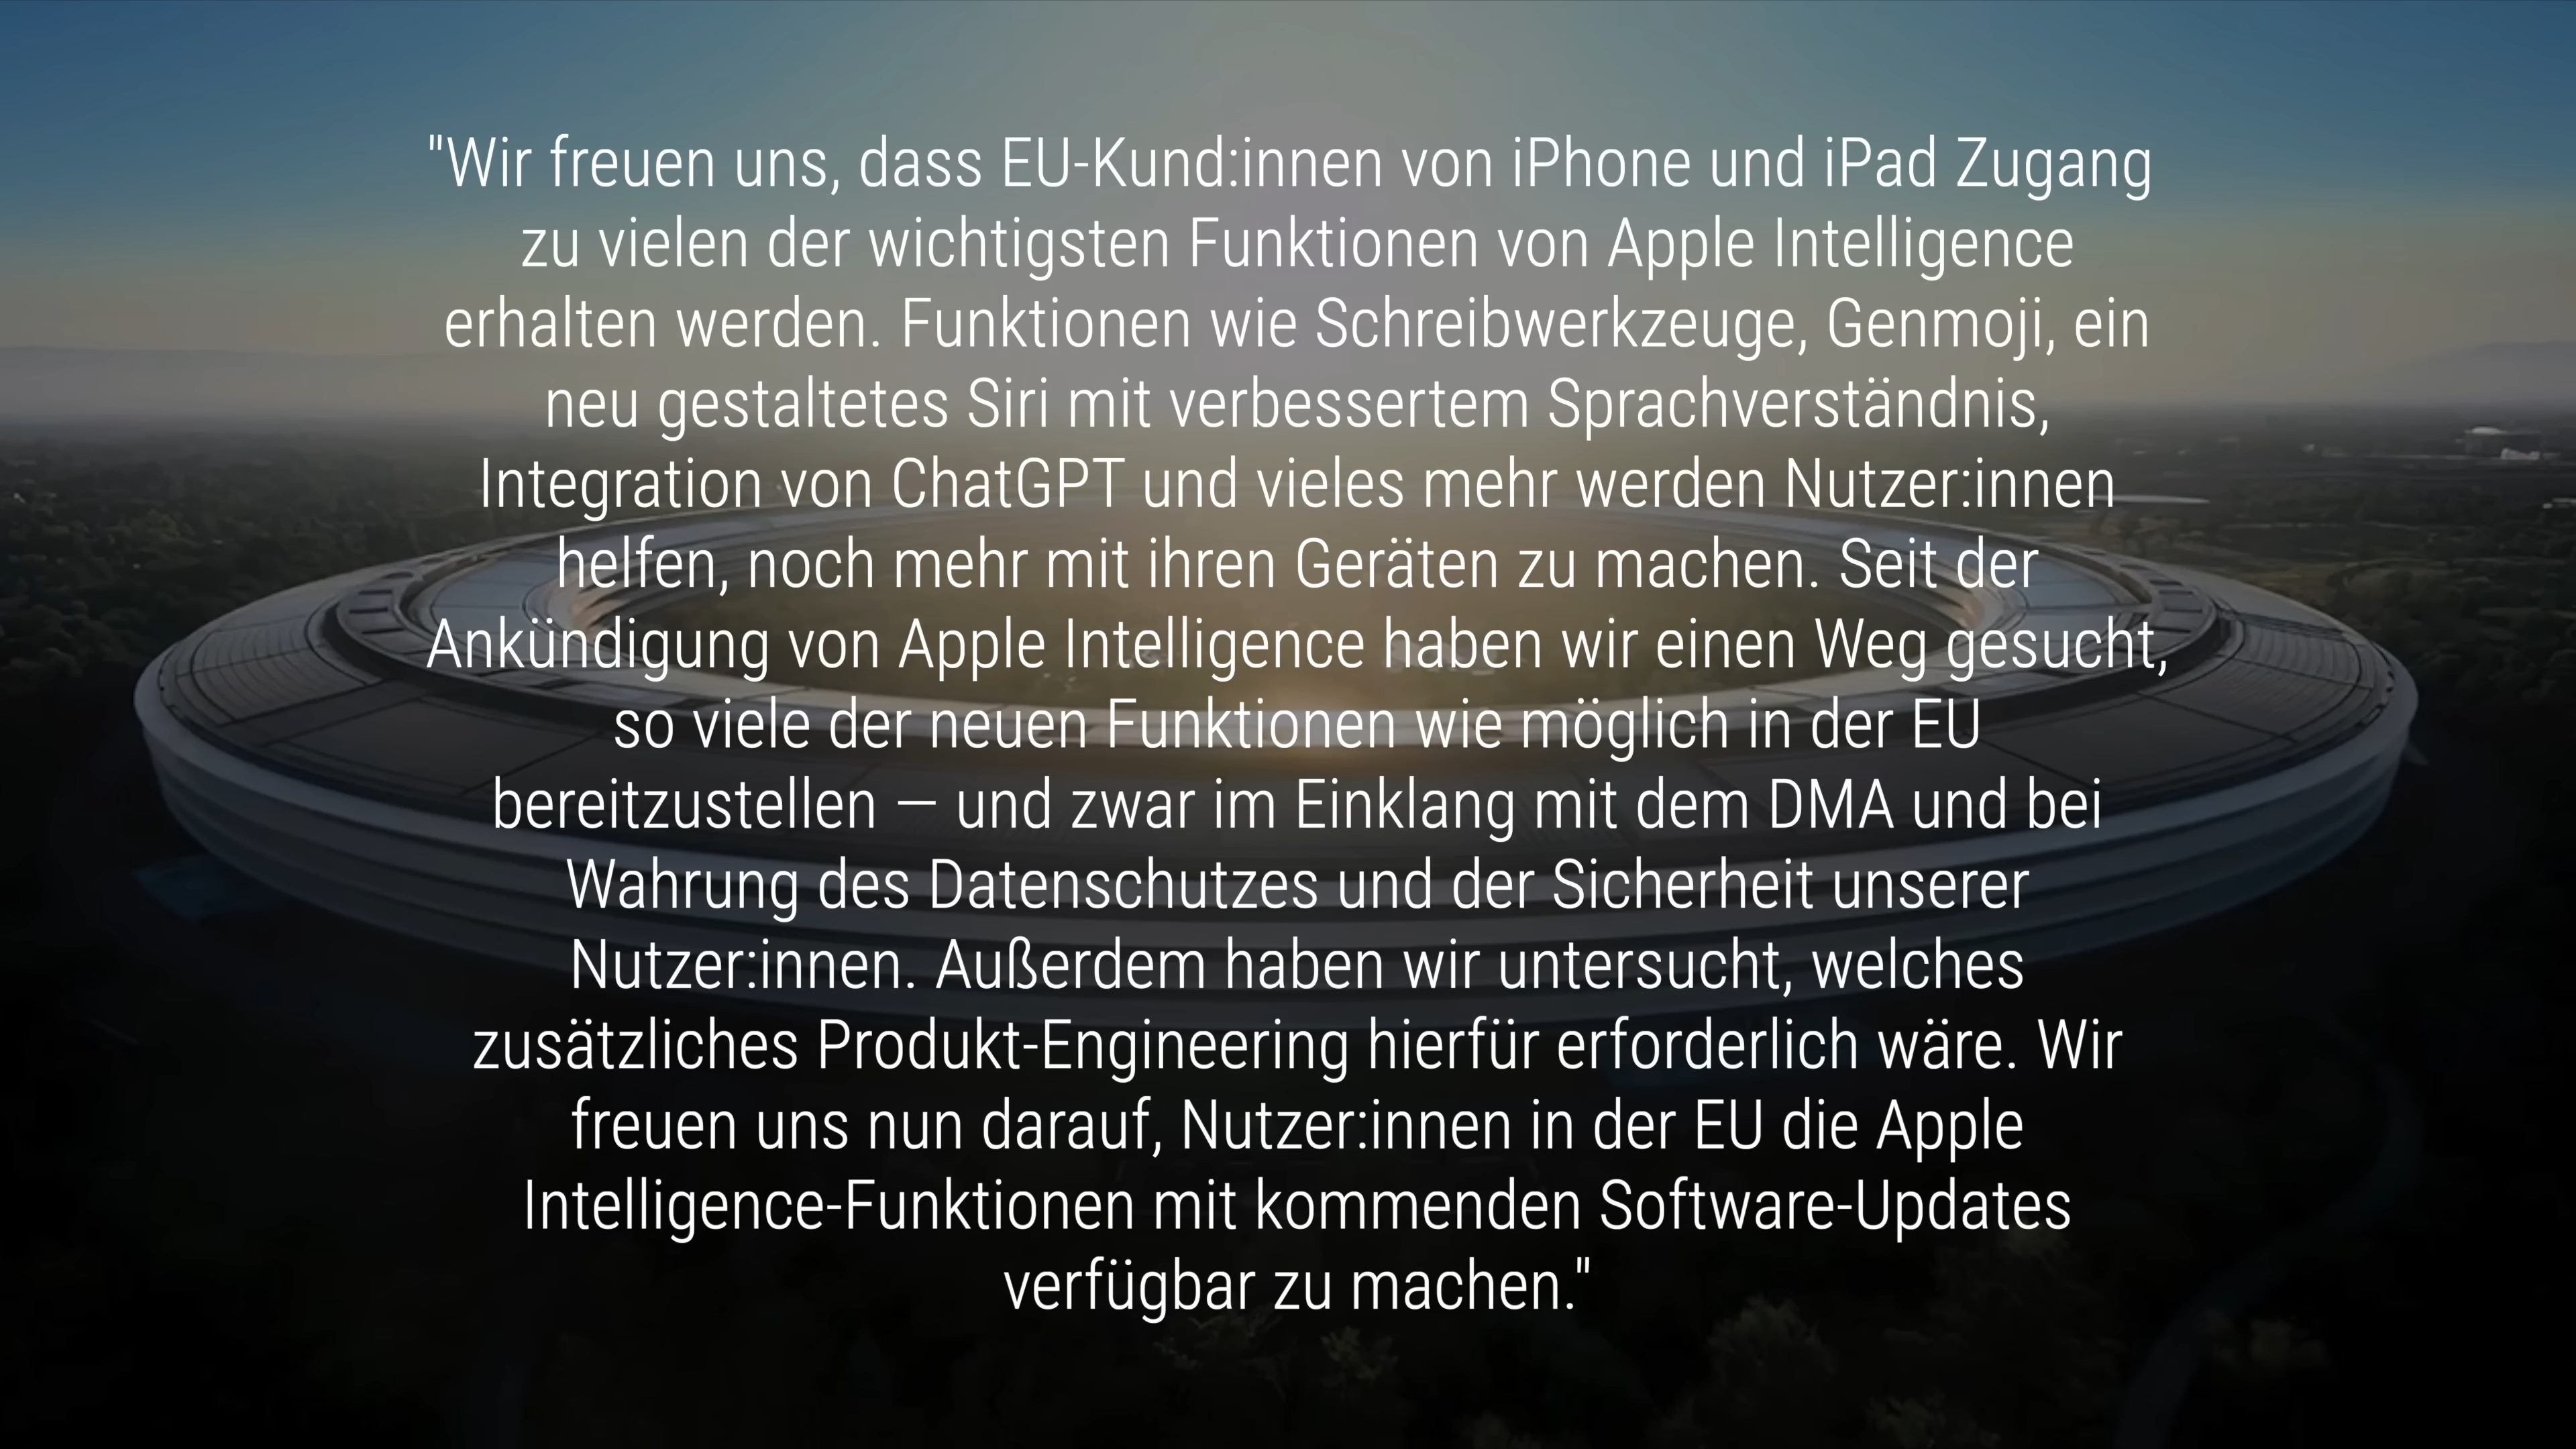 "Wir freuen uns, dass EU-Kund:innen von iPhone und iPad Zugang
zu vielen der wichtigsten Funktionen von Apple Intelligence
erhalten werden. Funktionen wie Schreibwerkzeuge, Genmoji, ein
neu gestaltetes Siri mit verbessertem Sprachverständnis,
Integration von ChatGPT und vieles mehr werden Nutzer:innen
helfen, noch mehr mit ihren Geräten zu machen. Seit der
Ankündigung von Apple Intelligence haben wir einen Weg gesucht,
so viele der neuen Funktionen wie möglich in der EU
bereitzustellen — und zwar im Einklang mit dem DMA und bei
Wahrung des Datenschutzes und der Sicherheit unserer
Nutzer:innen. Außerdem haben wir untersucht, welches
zusätzliches Produkt-Engineering hierfür erforderlich wäre. Wir
freuen uns nun darauf, Nutzer:innen in der EU die Apple
Intelligence-Funktionen mit kommenden Software-Updates
verfügbar zu machen."